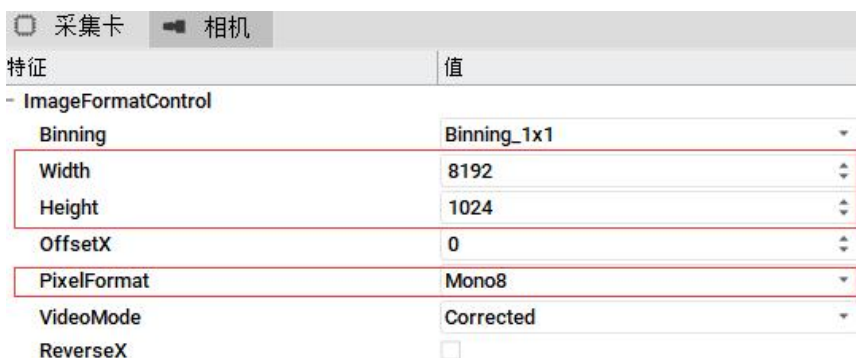 采集卡 相机
特征 值
ImageFormatControl
Binning Binning_1x1
Width 8192
Height 1024
OffsetX 0
PixelFormat Mono8
VideoMode Corrected
ReverseX